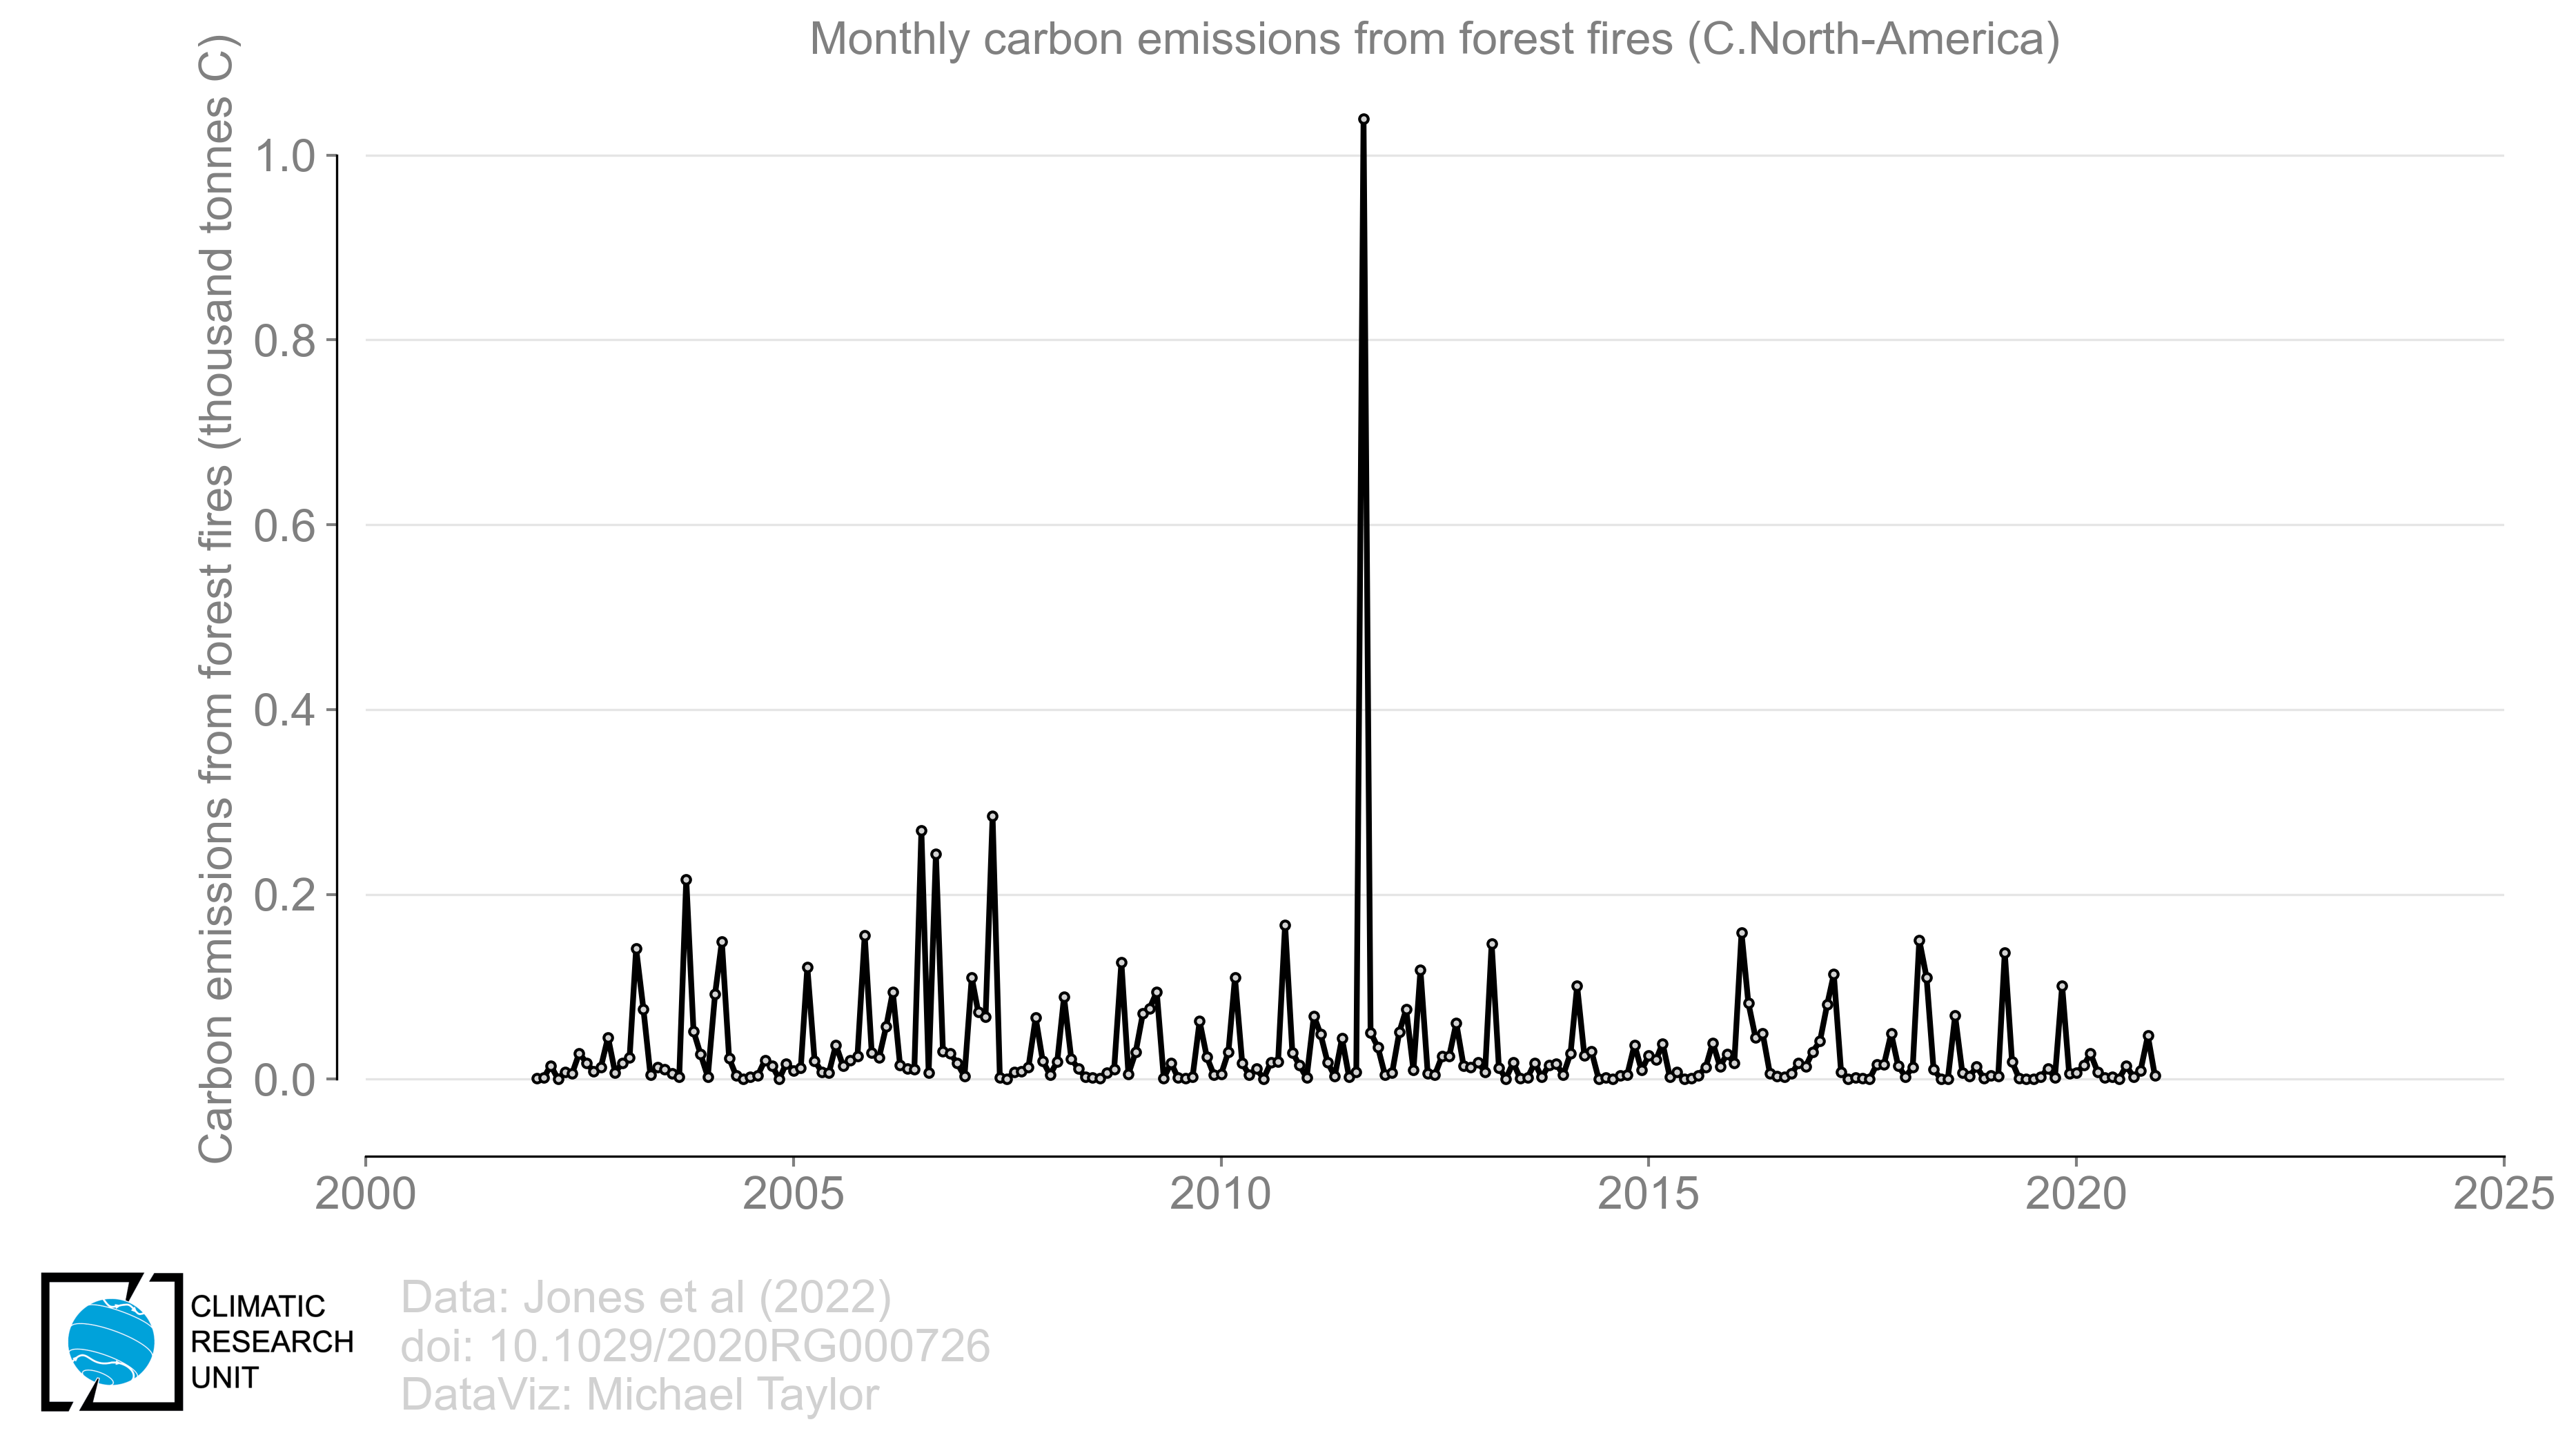 Monthly carbon emissions from forest fires (C.North-America)
Carbon emissions from forest fires (thousand tonnes C)
1.0
0.8
0.6
0.4
0.2
0.0
2000
2005
2010
2015
2020
2025
CLIMATIC
RESEARCH
UNIT
Data: Jones et al (2022)
doi: 10.1029/2020RG000726
DataViz: Michael Taylor